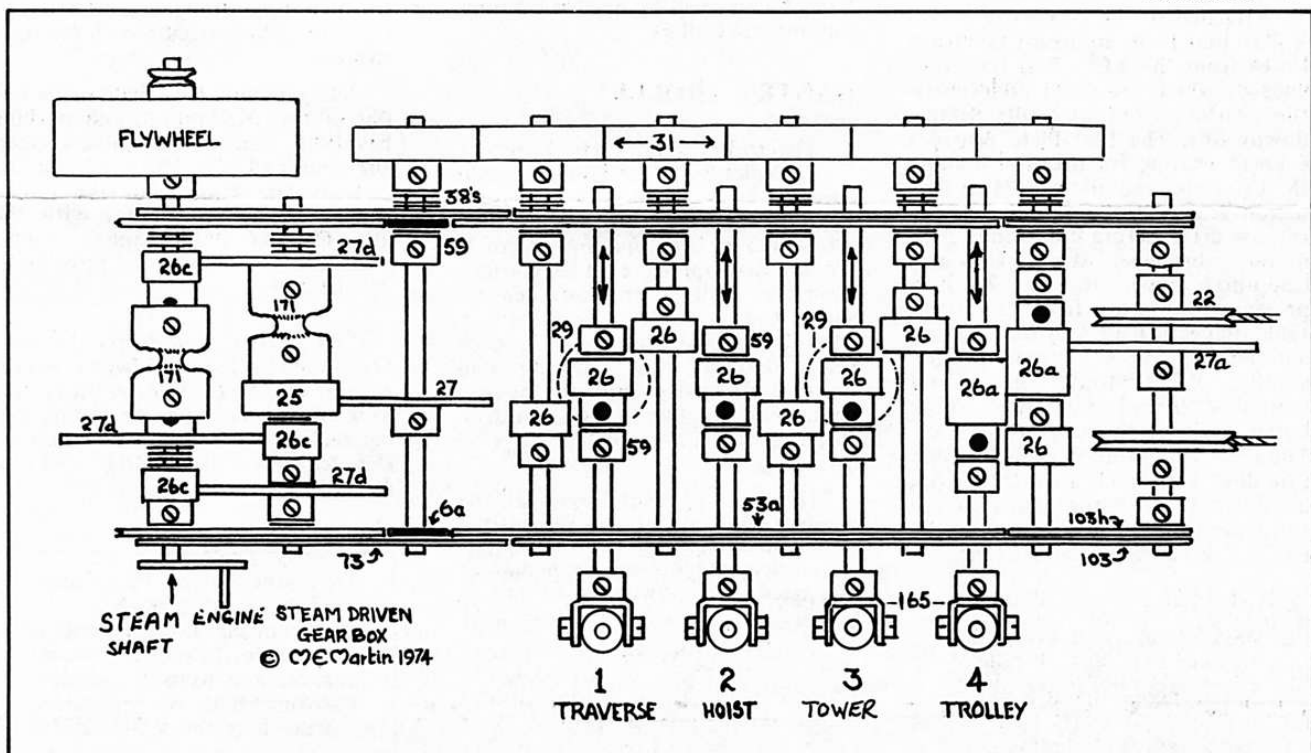 FLYWHEEL
31
38's
27d
59
26c
171
22
29
26
59
29
26
26
26
26
26a
26a
27a
171
25
27
26
26
26
27d
26c
59
26c
27d
6a
53a
103h
73
103
STEAM ENGINE
SHAFT
STEAM DRIVEN
GEAR BOX
© MEMartin 1974
165
1
2
3
4
TRAVERSE
HOIST
TOWER
TROLLEY